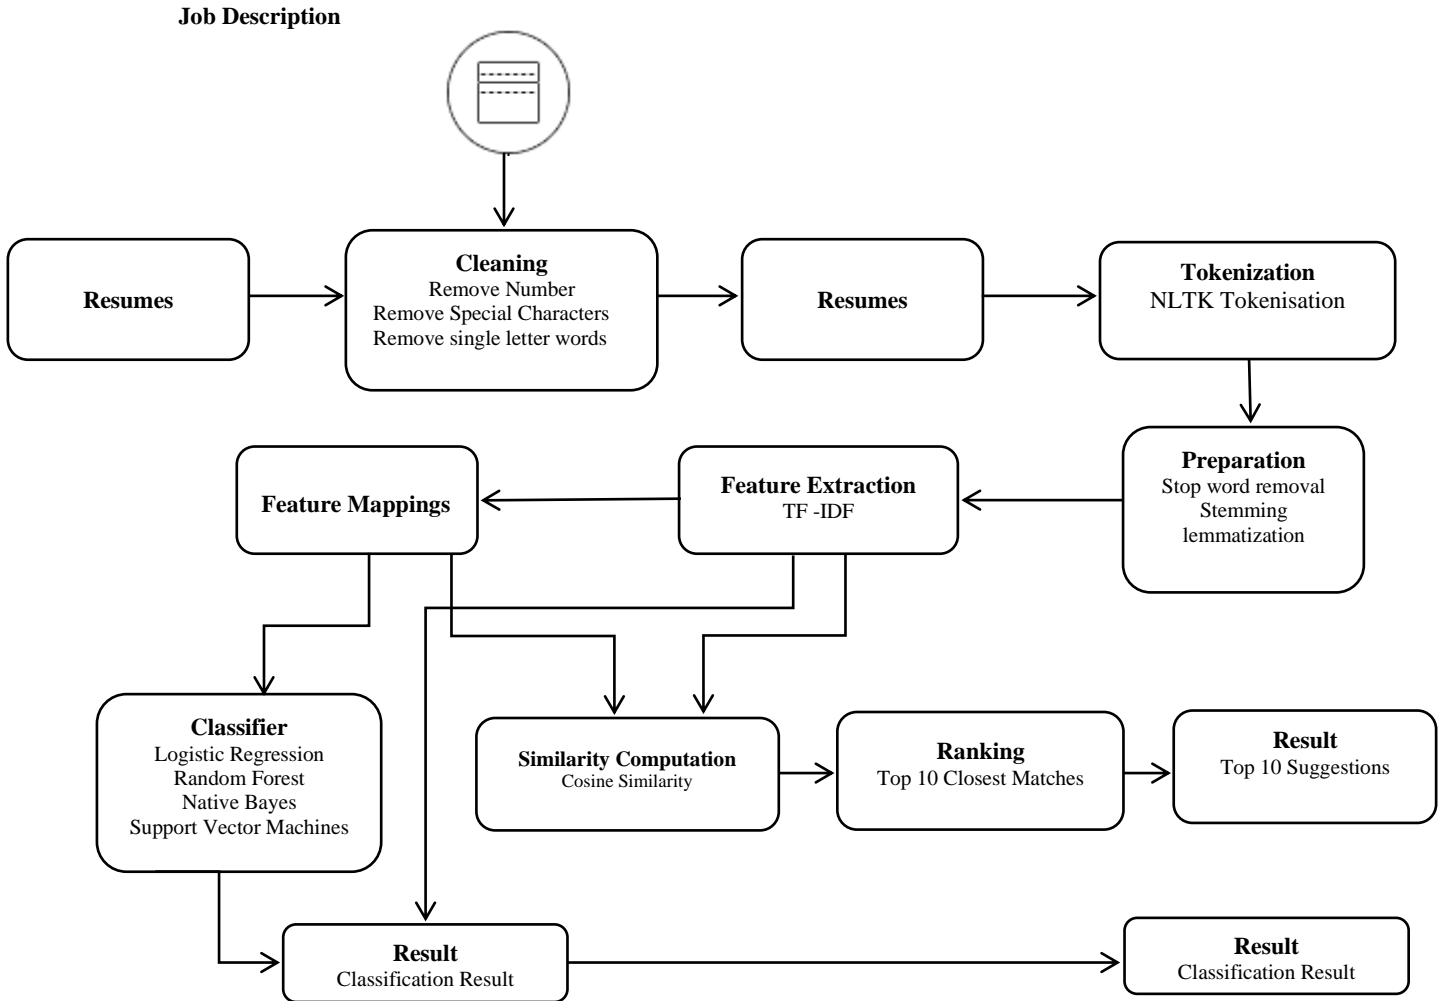 Job Description
Resumes
Cleaning
Remove Number
Remove Special Characters
Remove single letter words
Resumes
Tokenization
NLTK Tokenisation
Feature Mappings
Feature Extraction
TF -IDF
Preparation
Stop word removal
Stemming
lemmatization
Classifier
Logistic Regression
Random Forest
Native Bayes
Support Vector Machines
Similarity Computation
Cosine Similarity
Ranking
Top 10 Closest Matches
Result
Top 10 Suggestions
Result
Classification Result
Result
Classification Result